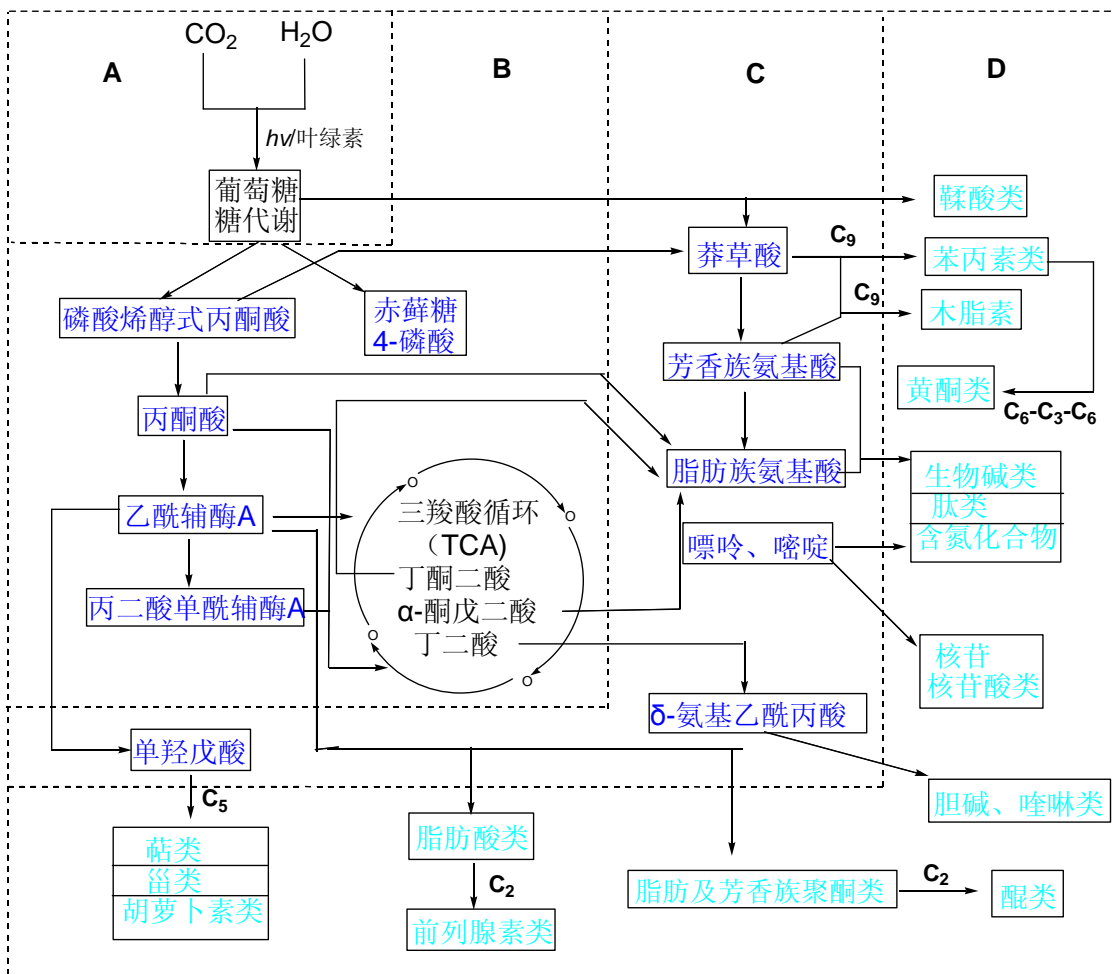 CO2
H2O
A
B
C
D
hv/叶绿素
葡萄糖
糖代谢
鞣酸类
莽草酸
C9
苯丙素类
磷酸烯醇式丙酮酸
赤藓糖
4-磷酸
C9
木脂素
芳香族氨基酸
黄酮类
C6-C3-C6
丙酮酸
脂肪族氨基酸
生物碱类
肽类
含氮化合物
乙酰辅酶A
三羧酸循环
（TCA)
丁酮二酸
α-酮戊二酸
丁二酸
嘌呤、嘧啶
丙二酸单酰辅酶A
核苷
核苷酸类
δ-氨基乙酰丙酸
单羟戊酸
C5
胆碱、喹啉类
萜类
甾类
胡萝卜素类
脂肪酸类
C2
前列腺素类
脂肪及芳香族聚酮类
C2
醌类